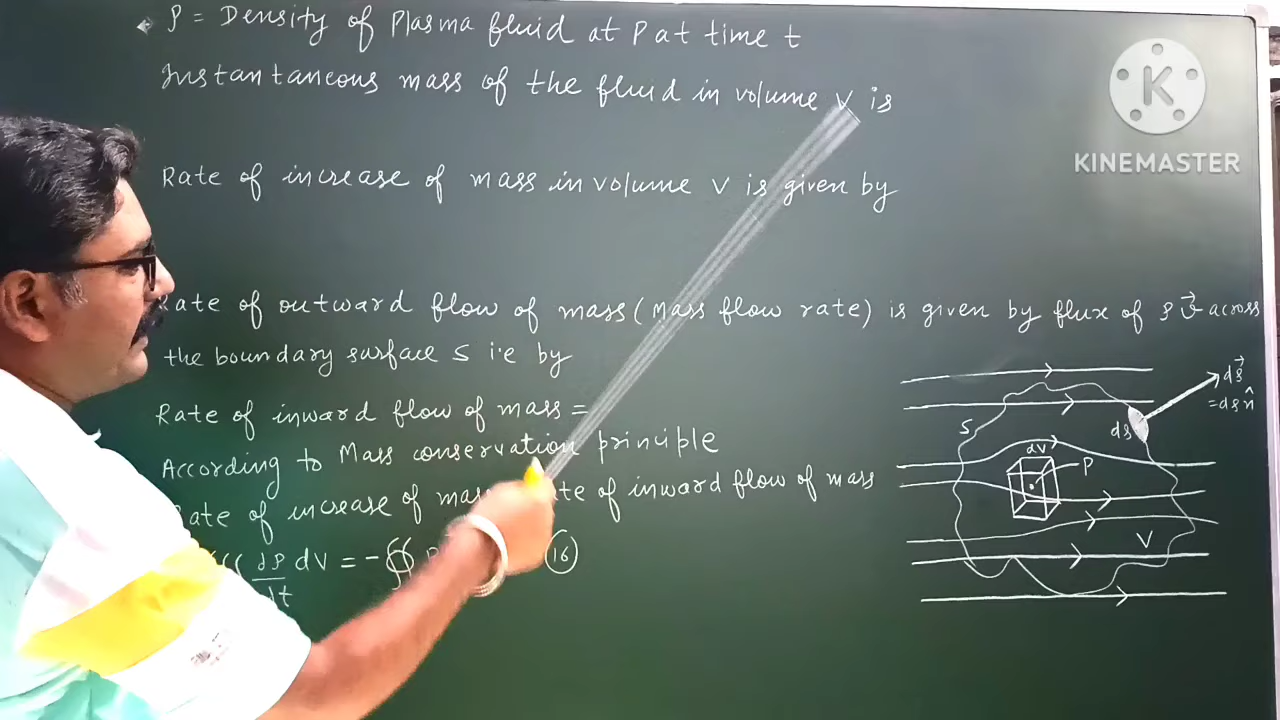 ρ = Density of Plasma fluid at P at time t
Instantaneous mass of the fluid in volume V is
Rate of increase of mass in volume V is given by
Rate of outward flow of mass (Mass flow rate) is given by flux of ρ v⃗ across
the boundary surface S i.e by
Rate of inward flow of mass =
According to Mass conservation principle
Rate of increase of mass rate of inward flow of mass
dρ/dt dV = - ∯ (16)
K
KINEMASTER
ds⃗
= ds n̂
S
ds
dV
P
V